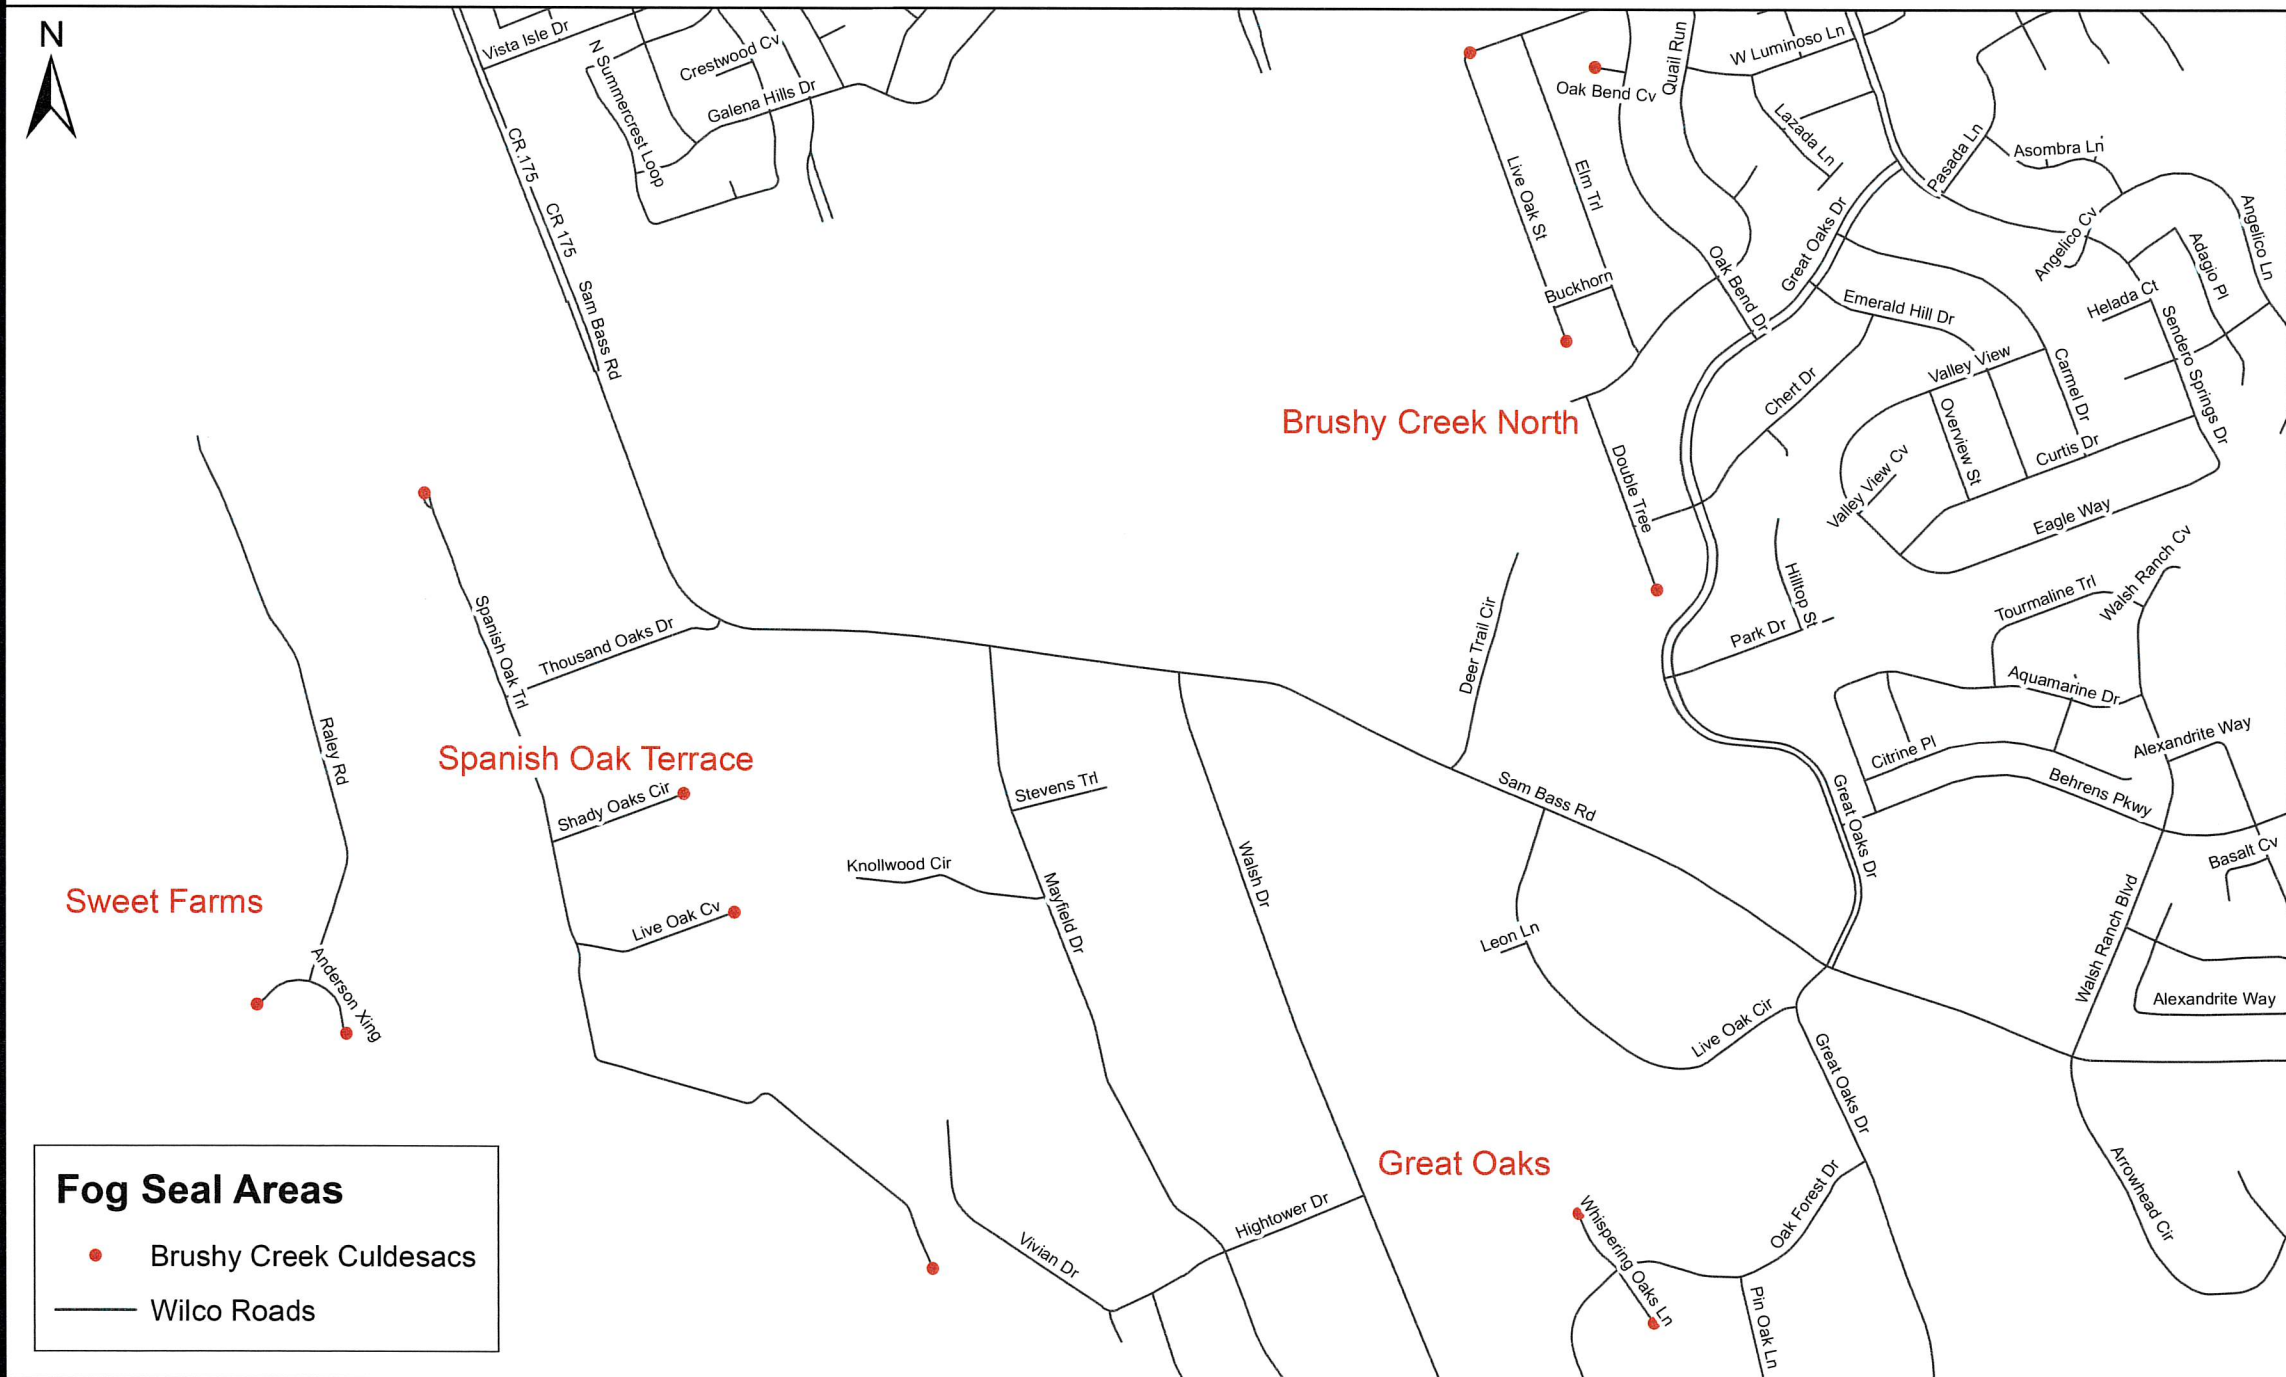 N
Vista Isle Dr
N Summercrest Loop
Crestwood Cv
Galena Hills Dr
CR 175
CR 175
Sam Bass Rd
Oak Bend Cv
Quail Run
W Luminoso Ln
Lazada Ln
Pasada Ln
Asombra Ln
Live Oak St
Elm Trl
Buckhorn
Oak Bend Dr
Great Oaks Dr
Angelico Cv
Angelico Ln
Adagio Pl
Helada Ct
Sendero Springs Dr
Emerald Hill Dr
Valley View
Carmel Dr
Chert Dr
Overview St
Curtis Dr
Valley View Cv
Eagle Way
Brushy Creek North
Double Tree
Hilltop St
Park Dr
Deer Trail Cir
Walsh Ranch Cv
Tourmaline Trl
Aquamarine Dr
Alexandrite Way
Citrine Pl
Behrens Pkwy
Basalt Cv
Great Oaks Dr
Spanish Oak Trl
Thousand Oaks Dr
Raley Rd
Spanish Oak Terrace
Shady Oaks Cir
Stevens Trl
Sam Bass Rd
Knollwood Cir
Walsh Dr
Mayfield Dr
Live Oak Cv
Leon Ln
Walsh Ranch Blvd
Alexandrite Way
Sweet Farms
Anderson Xing
Live Oak Cir
Great Oaks Dr
Great Oaks
Arrowhead Cir
Oak Forest Dr
Hightower Dr
Vivian Dr
Whispering Oaks Ln
Pin Oak Ln
Fog Seal Areas
Brushy Creek Culdesacs
Wilco Roads